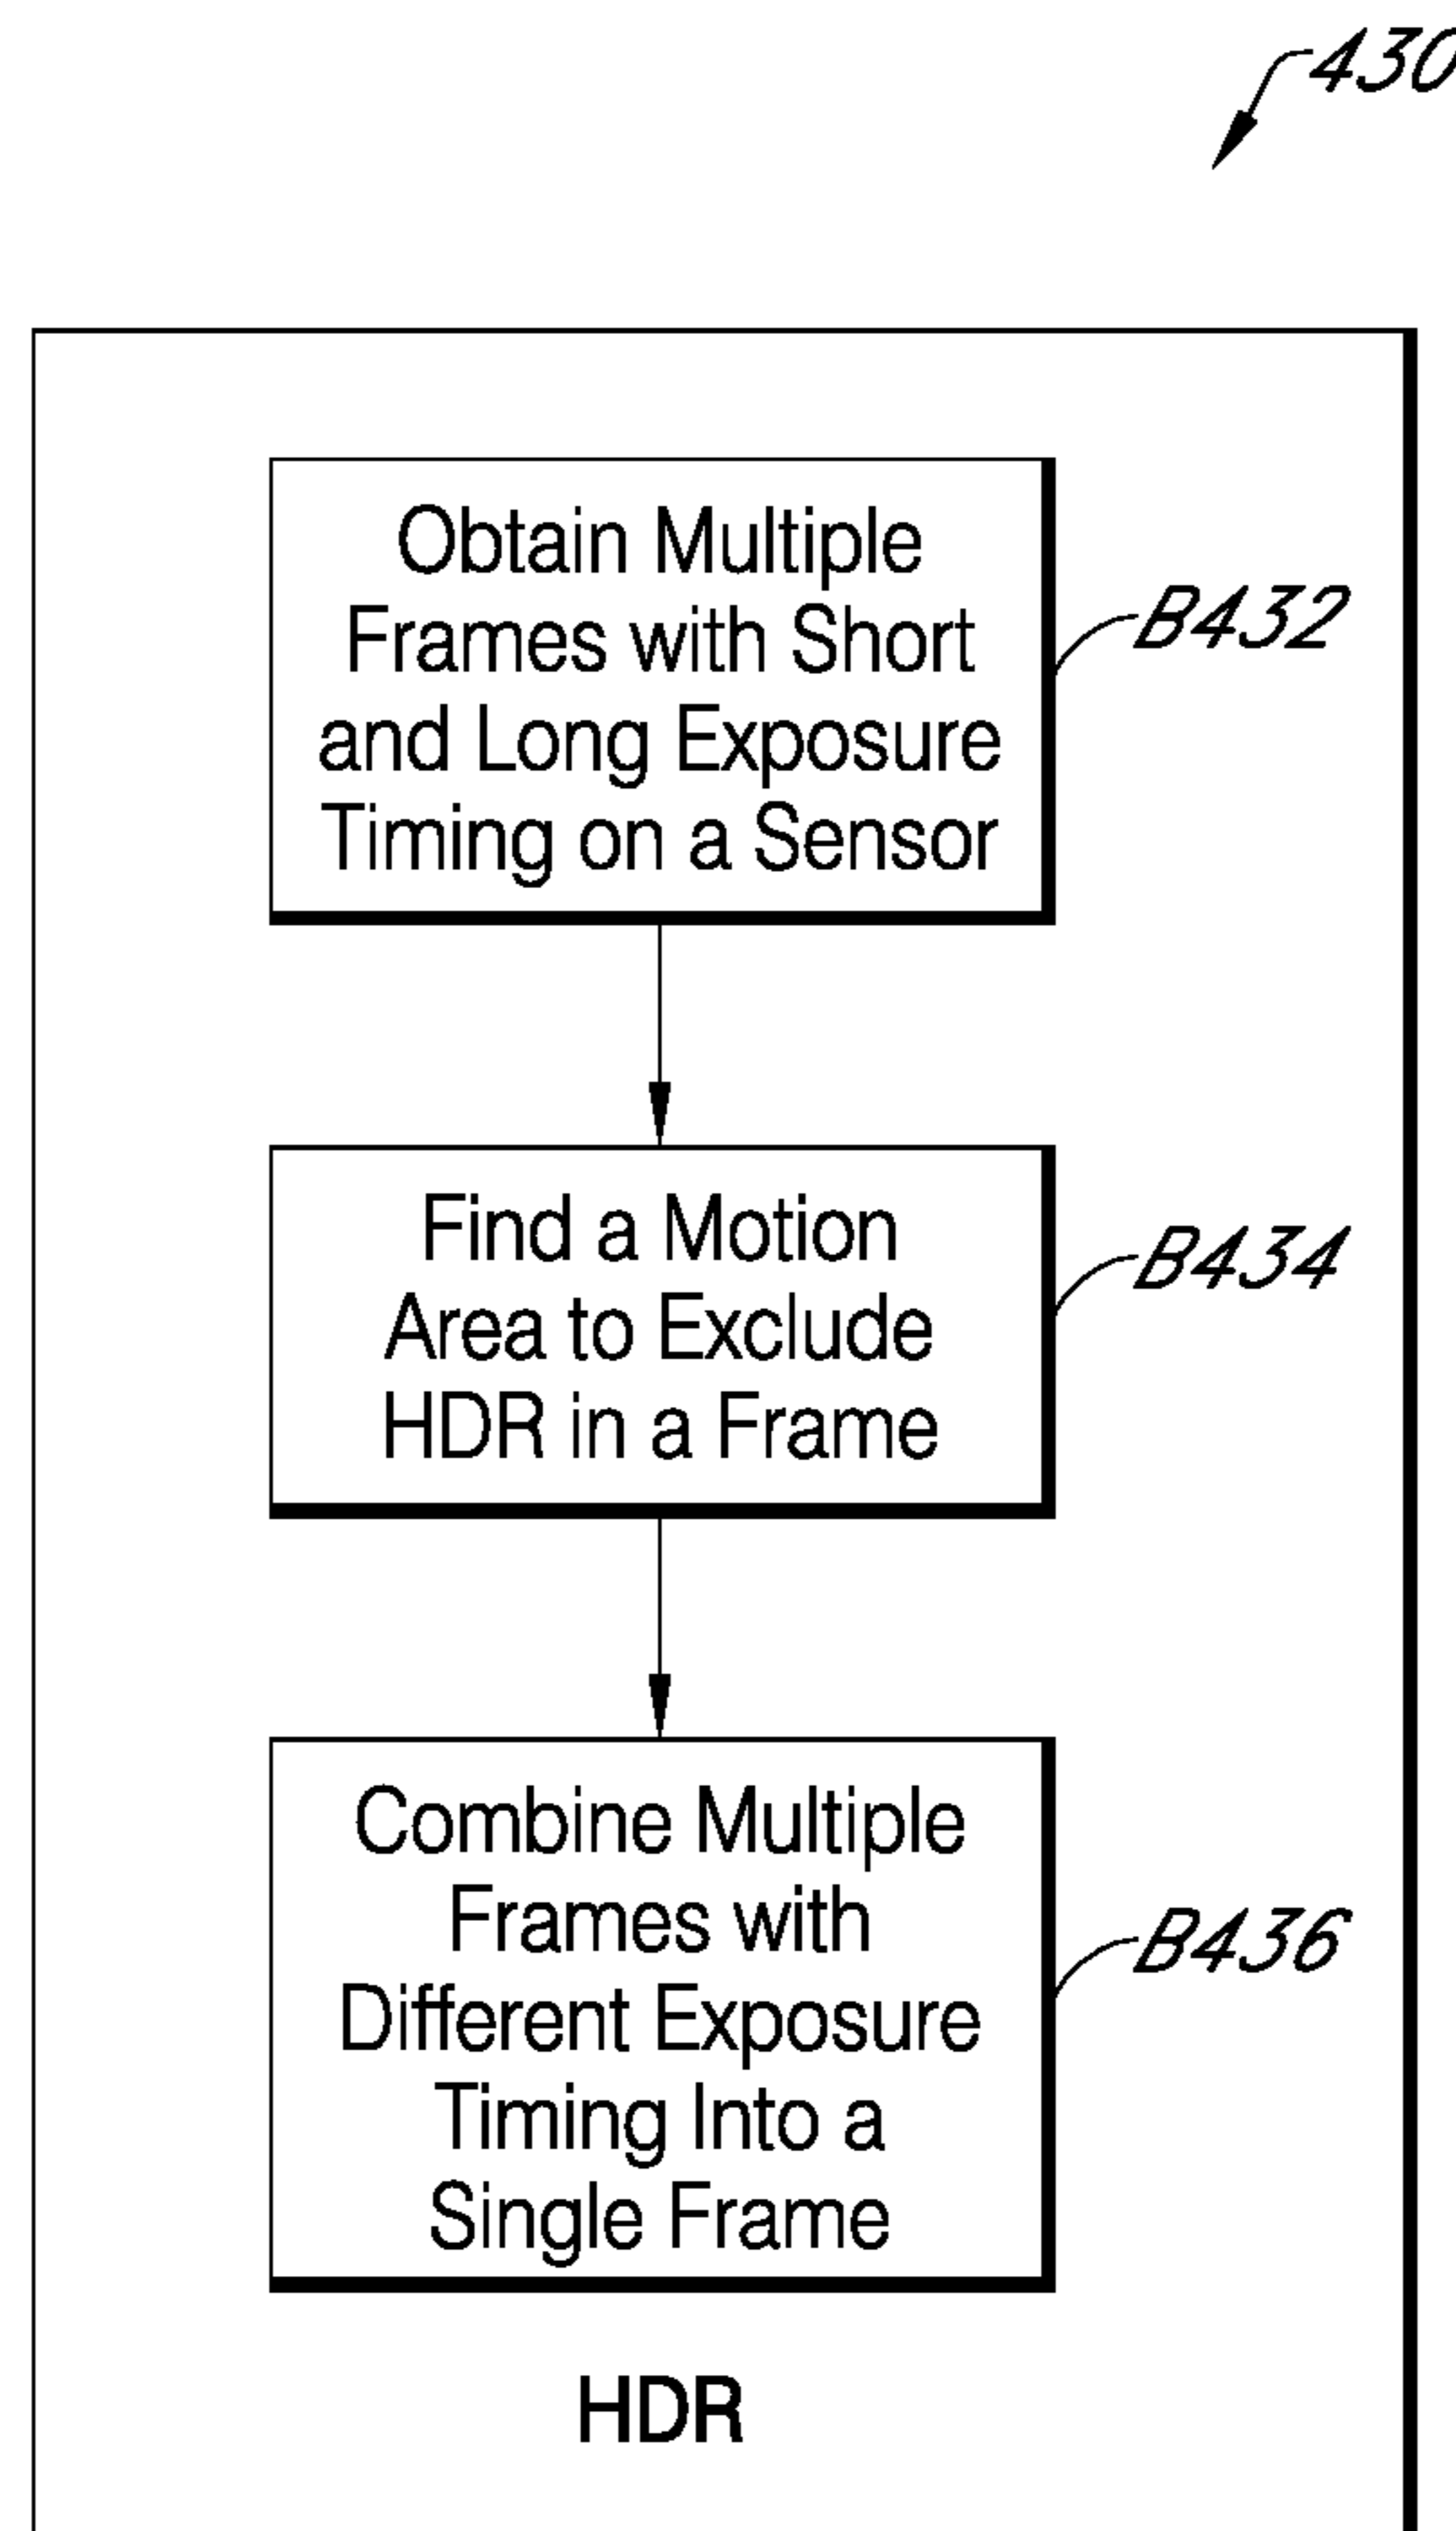 430
Obtain Multiple
Frames with Short
and Long Exposure
Timing on a Sensor
B432
Find a Motion
Area to Exclude
HDR in a Frame
B434
Combine Multiple
Frames with
Different Exposure
Timing Into a
Single Frame
B436
HDR